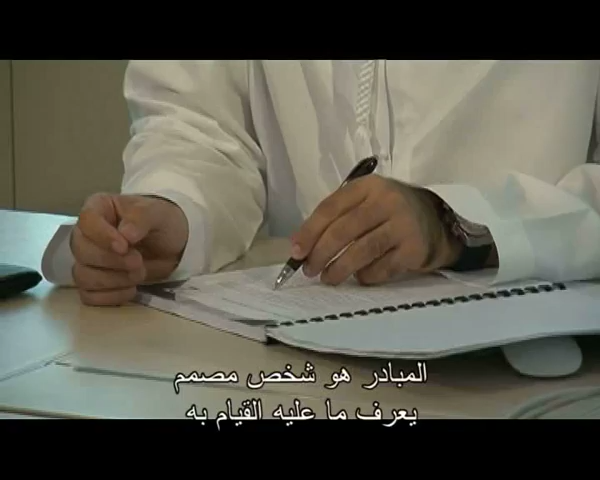 المبادر هو شخص مصمم
يعرف ما عليه القيام به